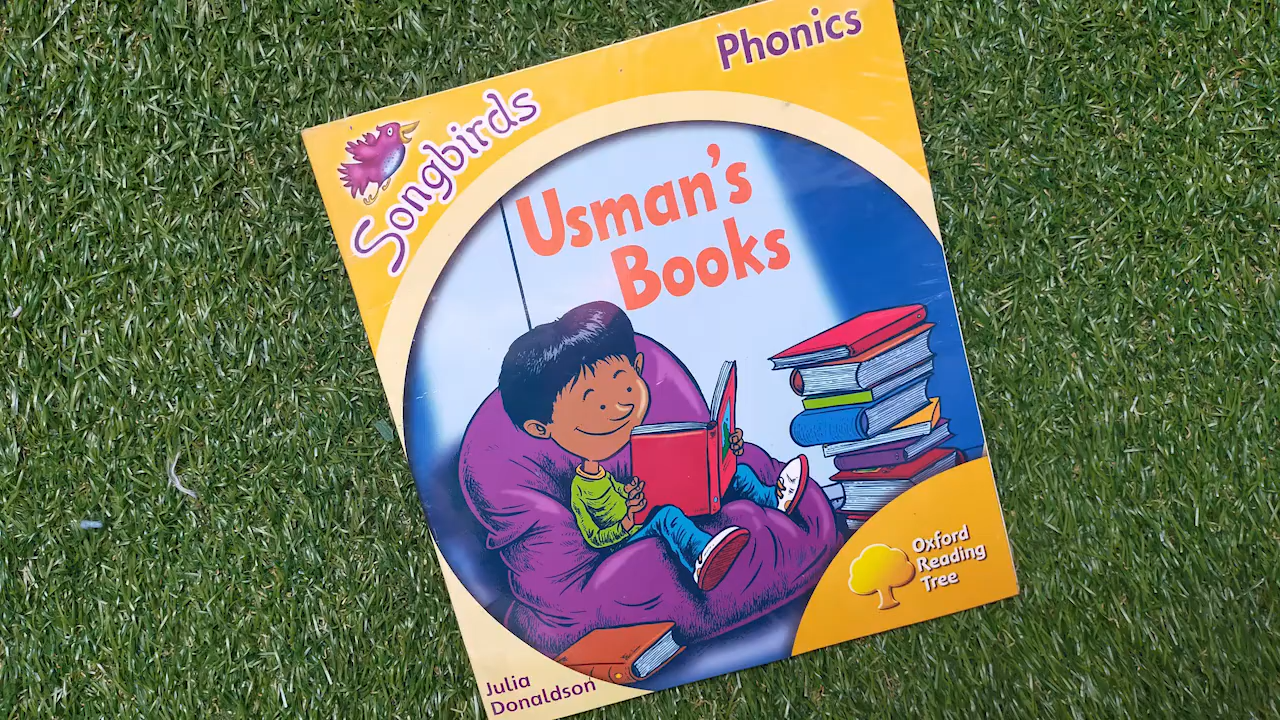 Phonics
Songbirds
Usman's
Books
Oxford
Reading
Tree
Julia
Donaldson